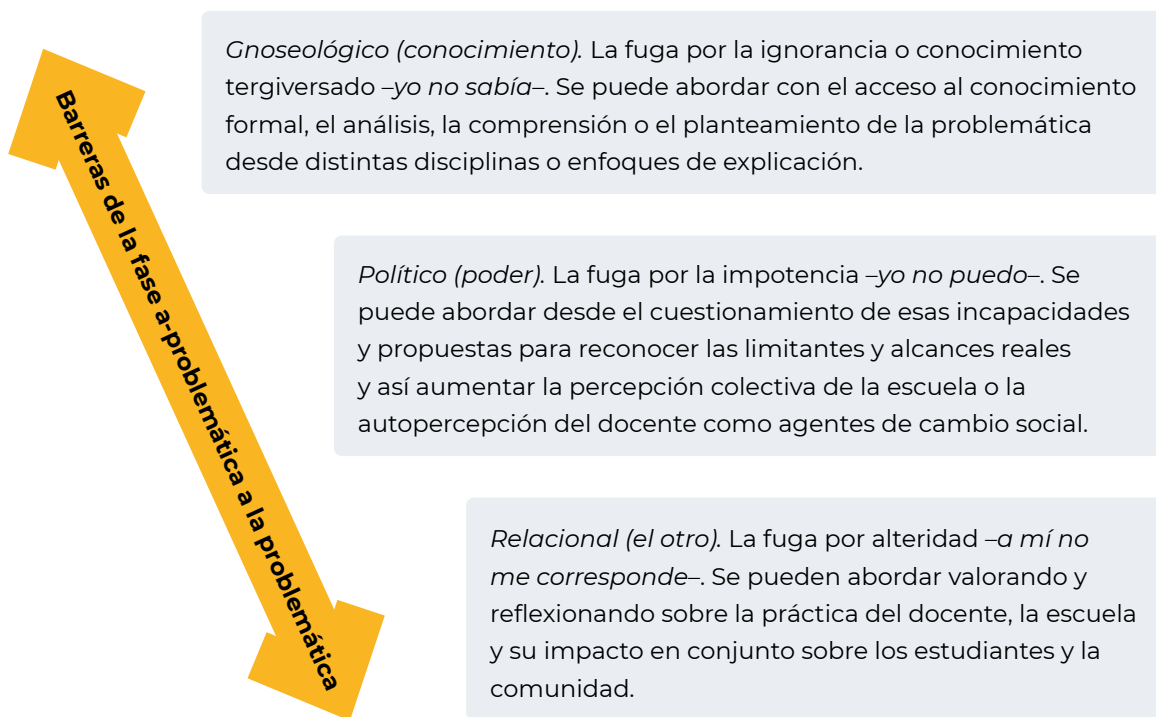 Barreras de la fase a-problemática a la problemática
Gnoseológico (conocimiento). La fuga por la ignorancia o conocimiento
tergiversado –yo no sabía–. Se puede abordar con el acceso al conocimiento
formal, el análisis, la comprensión o el planteamiento de la problemática
desde distintas disciplinas o enfoques de explicación.
Político (poder). La fuga por la impotencia –yo no puedo–. Se
puede abordar desde el cuestionamiento de esas incapacidades
y propuestas para reconocer las limitantes y alcances reales
y así aumentar la percepción colectiva de la escuela o la
autopercepción del docente como agentes de cambio social.
Relacional (el otro). La fuga por alteridad –a mí no
me corresponde–. Se pueden abordar valorando y
reflexionando sobre la práctica del docente, la escuela
y su impacto en conjunto sobre los estudiantes y la
comunidad.